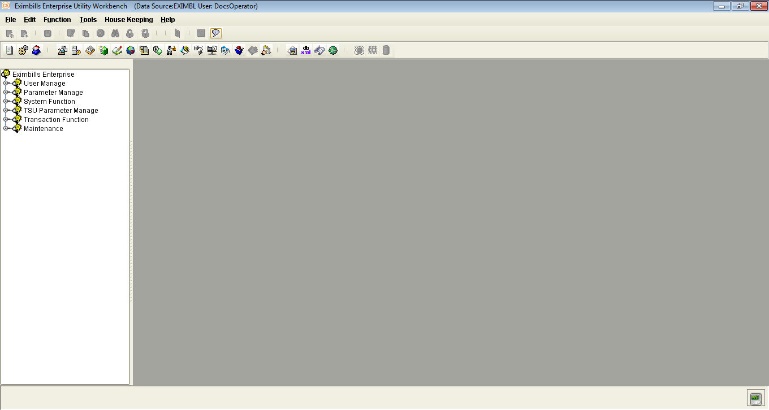 Eximbills Enterprise Utility Workbench (Data Source:EXIMBL User: DocsOperator)
File Edit Function Tools House Keeping Help
Eximbills Enterprise
User Manage
Parameter Manage
System Function
TSU Parameter Manage
Transaction Function
Maintenance